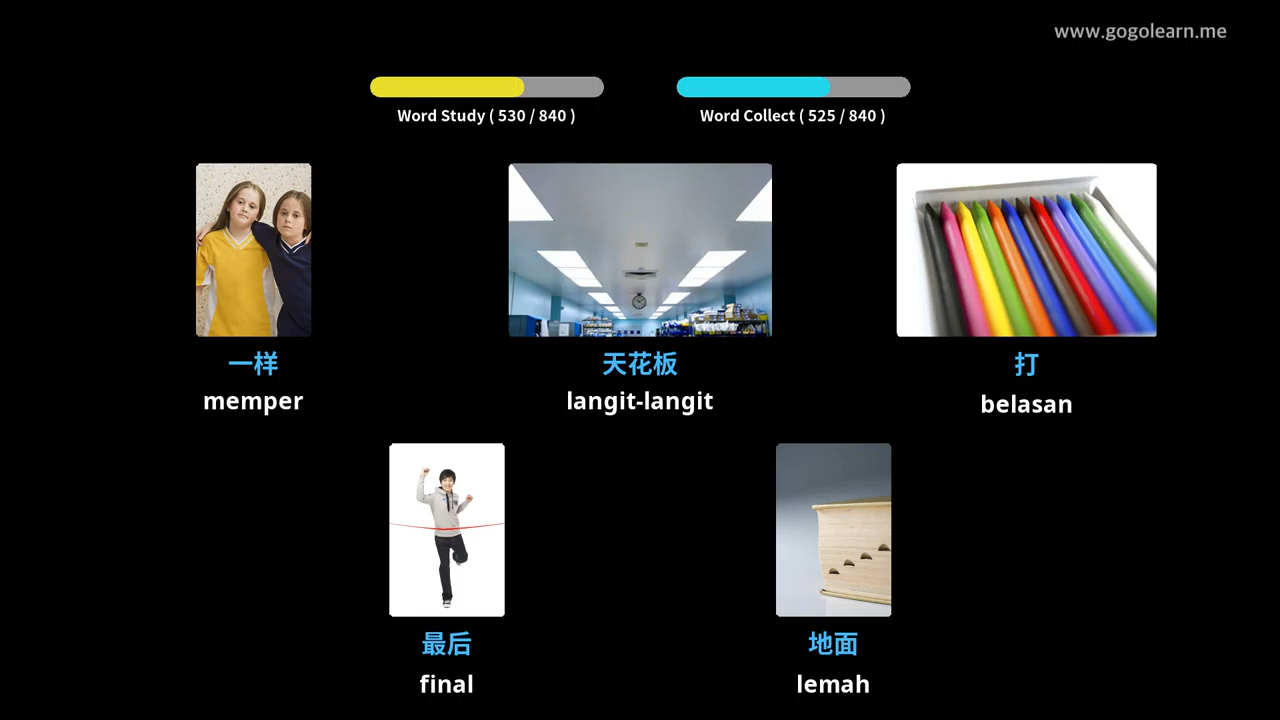 www.gogolearn.me
Word Study ( 530 / 840 )
Word Collect ( 525 / 840 )
一样
memper
天花板
langit-langit
打
belasan
最后
final
地面
lemah